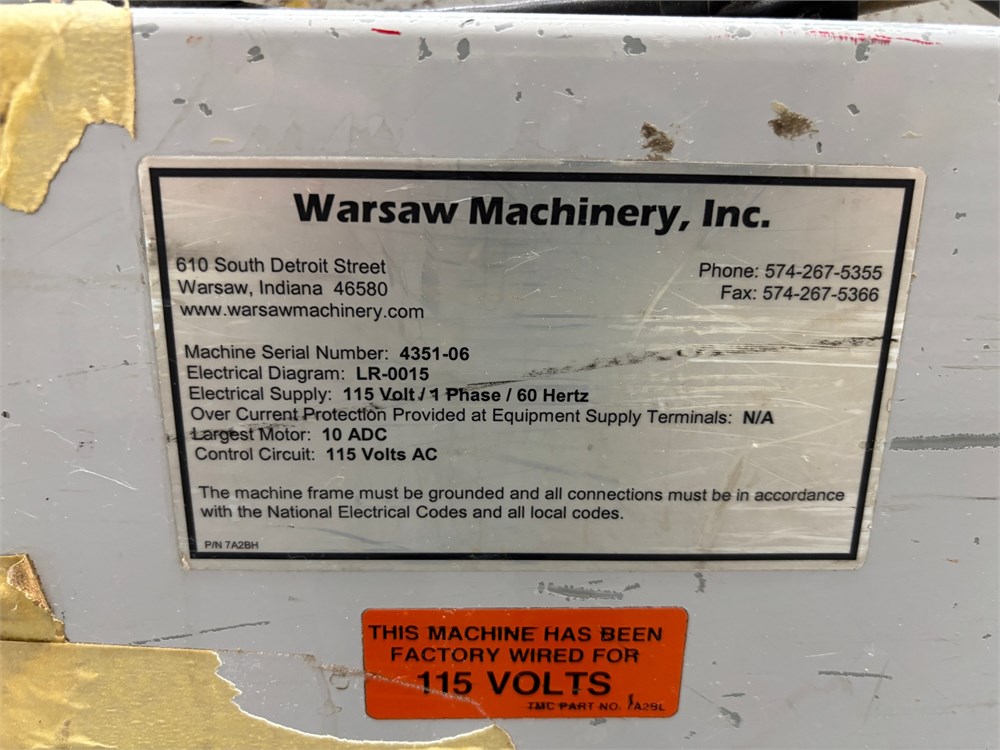 Warsaw Machinery, Inc.
610 South Detroit Street
Warsaw, Indiana 46580
www.warsawmachinery.com
Phone: 574-267-5355
Fax: 574-267-5366
Machine Serial Number: 4351-06
Electrical Diagram: LR-0015
Electrical Supply: 115 Volt / 1 Phase / 60 Hertz
Over Current Protection Provided at Equipment Supply Terminals: N/A
Largest Motor: 10 ADC
Control Circuit: 115 Volts AC
The machine frame must be grounded and all connections must be in accordance
with the National Electrical Codes and all local codes.
P/N 7A2BH
THIS MACHINE HAS BEEN
FACTORY WIRED FOR
115 VOLTS
TMC PART NO.